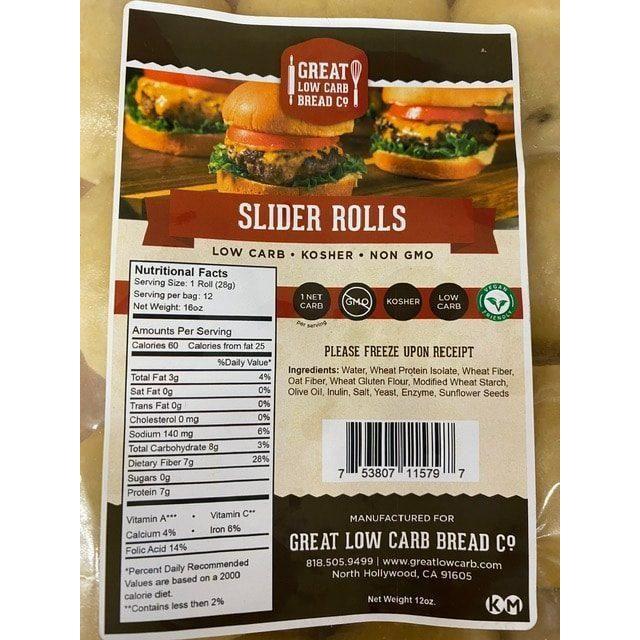 GREAT
LOW CARB
BREAD CO
SLIDER ROLLS
LOW CARB • KOSHER • NON GMO
Nutritional Facts
Serving Size: 1 Roll (28g)
Serving per bag: 12
Net Weight: 16oz
Amounts Per Serving
Calories 60 Calories from fat 25
%Daily Value*
Total Fat 3g 4%
Sat Fat 0g 0%
Trans Fat 0g 0%
Cholesterol 0 mg 0%
Sodium 140 mg 6%
Total Carbohydrate 8g 3%
Dietary Fiber 7g 28%
Sugars 0g
Protein 7g
Vitamin A*** • Vitamin C**
Calcium 4% • Iron 6%
Folic Acid 14%
*Percent Daily Recommended
Values are based on a 2000
calorie diet.
**Contains less then 2%
1 NET
CARB
per serving
GMO
KOSHER
LOW
CARB
VEGAN
FRIENDLY
PLEASE FREEZE UPON RECEIPT
Ingredients: Water, Wheat Protein Isolate, Wheat Fiber,
Oat Fiber, Wheat Gluten Flour, Modified Wheat Starch,
Olive Oil, Inulin, Salt, Yeast, Enzyme, Sunflower Seeds
7 53807 11579 7
MANUFACTURED FOR
GREAT LOW CARB BREAD CO
818.505.9499 | www.greatlowcarb.com
North Hollywood, CA 91605
Net Weight 12oz.
K M